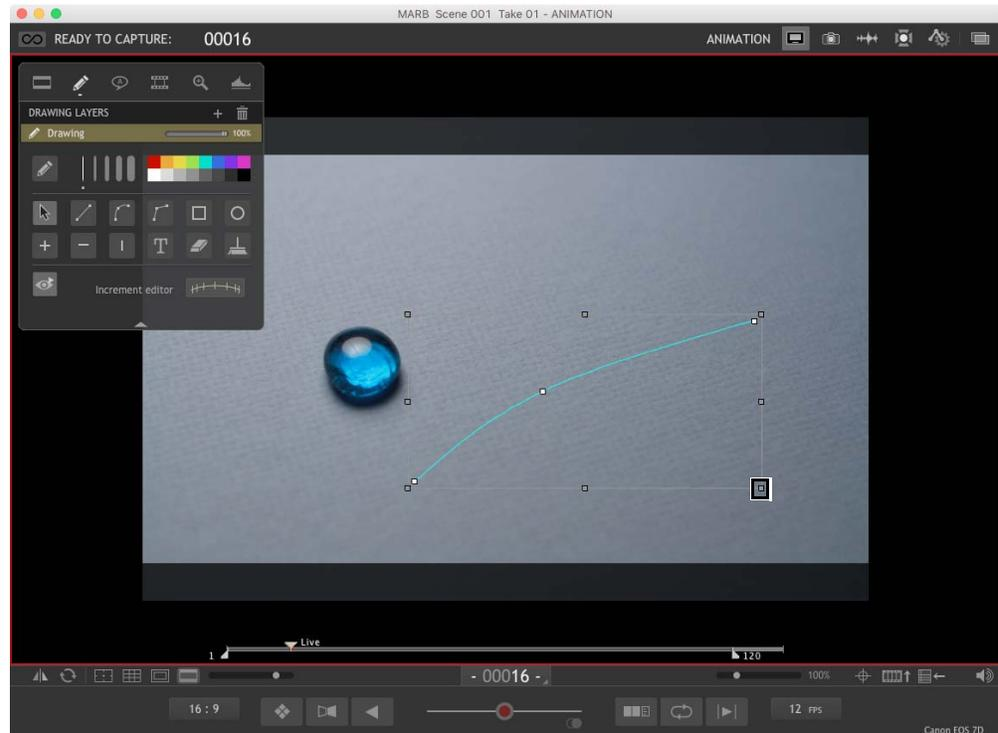 MARB Scene 001 Take 01 - ANIMATION
READY TO CAPTURE: 00016
ANIMATION
DRAWING LAYERS
Drawing 100%
T
Increment editor
Live
1
120
- 00016 -
100%
16 : 9
12 FPS
Canon EOS 7D